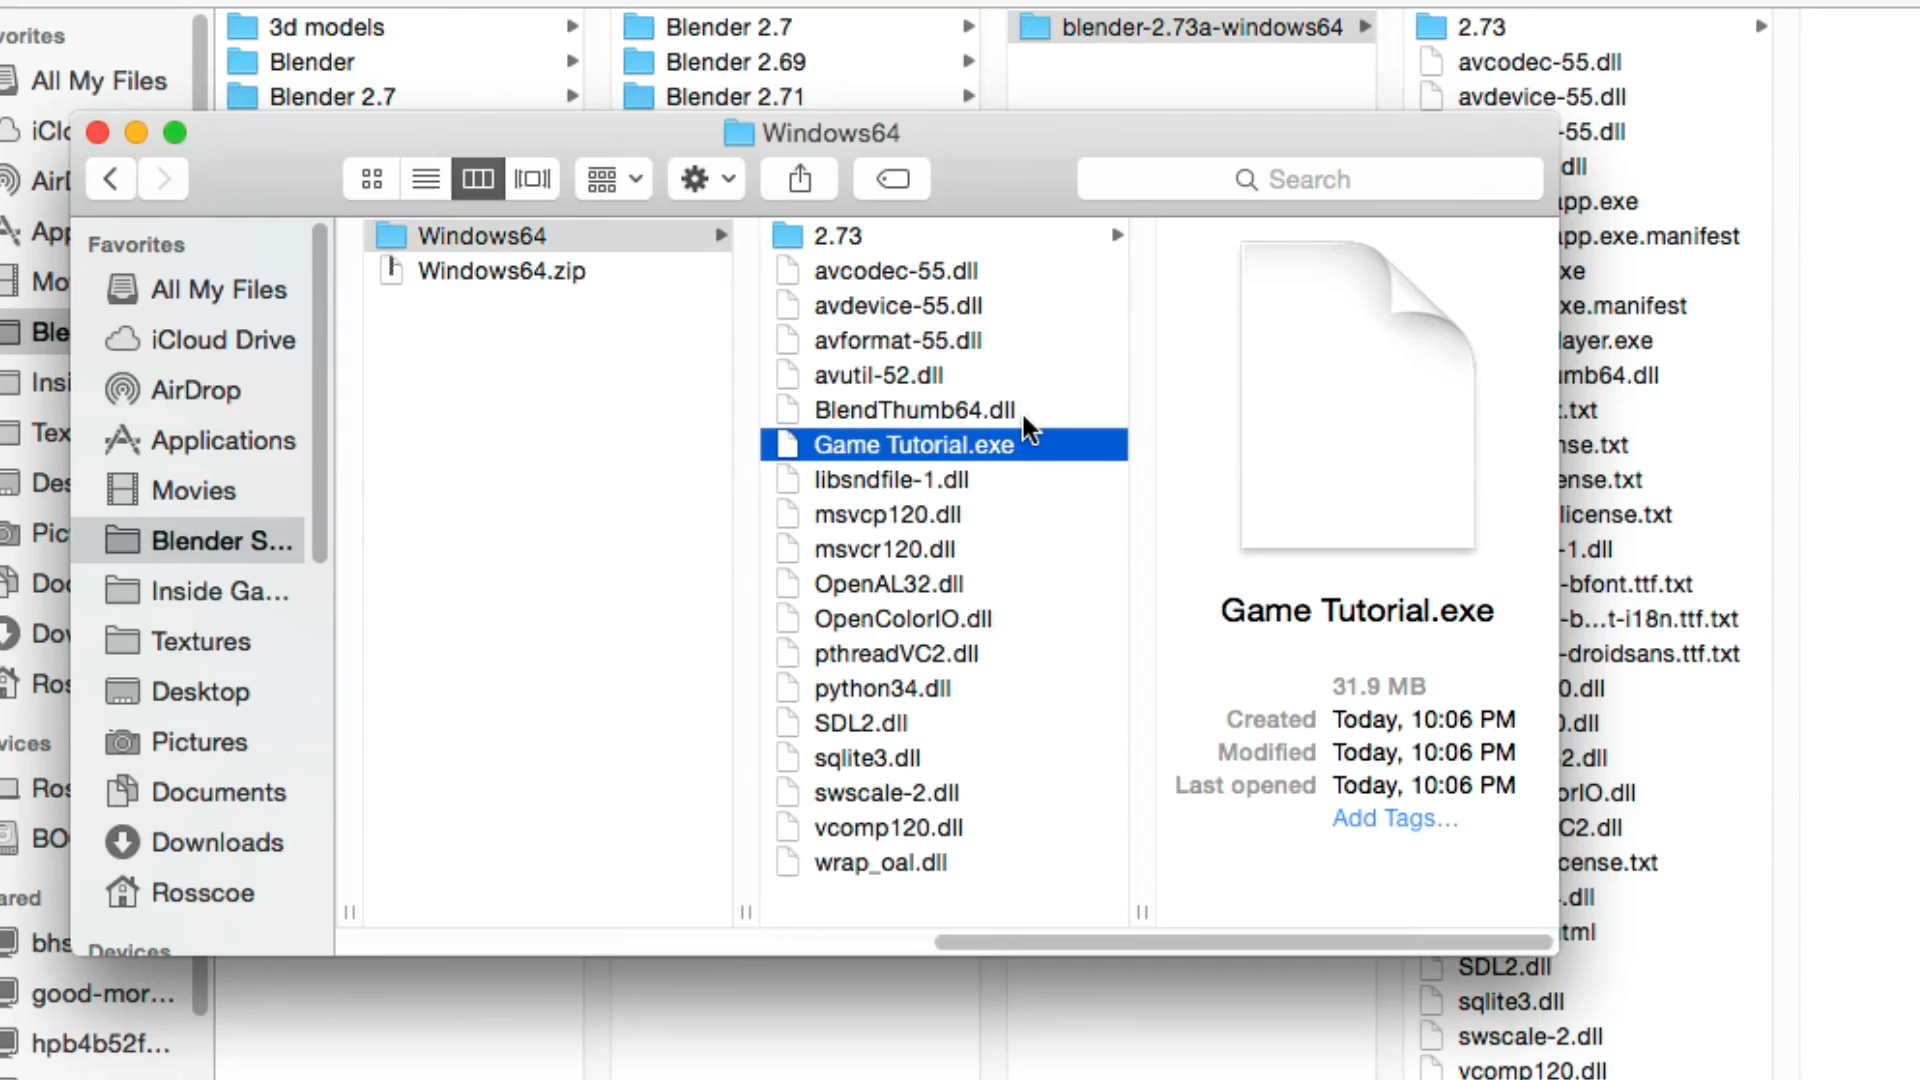 vorites
All My Files
iClo
AirD
App
Mo
Ble
Insi
Tex
Des
Pic
Doc
Dov
Ros
vices
Ros
BO
ared
bhs
good-mor...
hpb4b52f...
3d models
Blender
Blender 2.7
Blender 2.7
Blender 2.69
Blender 2.71
blender-2.73a-windows64
2.73
avcodec-55.dll
avdevice-55.dll
-55.dll
dll
app.exe
app.exe.manifest
xe
xe.manifest
layer.exe
umb64.dll
t.txt
nse.txt
ense.txt
license.txt
-1.dll
-bfont.ttf.txt
-b...t-i18n.ttf.txt
-droidsans.ttf.txt
0.dll
0.dll
2.dll
orIO.dll
C2.dll
cense.txt
.dll
tml
SDL2.dll
sqlite3.dll
swscale-2.dll
vcomp120.dll
Windows64
Search
Favorites
All My Files
iCloud Drive
AirDrop
Applications
Movies
Blender S...
Inside Ga...
Textures
Desktop
Pictures
Documents
Downloads
Rosscoe
Devices
Windows64
Windows64.zip
2.73
avcodec-55.dll
avdevice-55.dll
avformat-55.dll
avutil-52.dll
BlendThumb64.dll
Game Tutorial.exe
libsndfile-1.dll
msvcp120.dll
msvcr120.dll
OpenAL32.dll
OpenColorIO.dll
pthreadVC2.dll
python34.dll
SDL2.dll
sqlite3.dll
swscale-2.dll
vcomp120.dll
wrap_oal.dll
Game Tutorial.exe
31.9 MB
Created Today, 10:06 PM
Modified Today, 10:06 PM
Last opened Today, 10:06 PM
Add Tags...